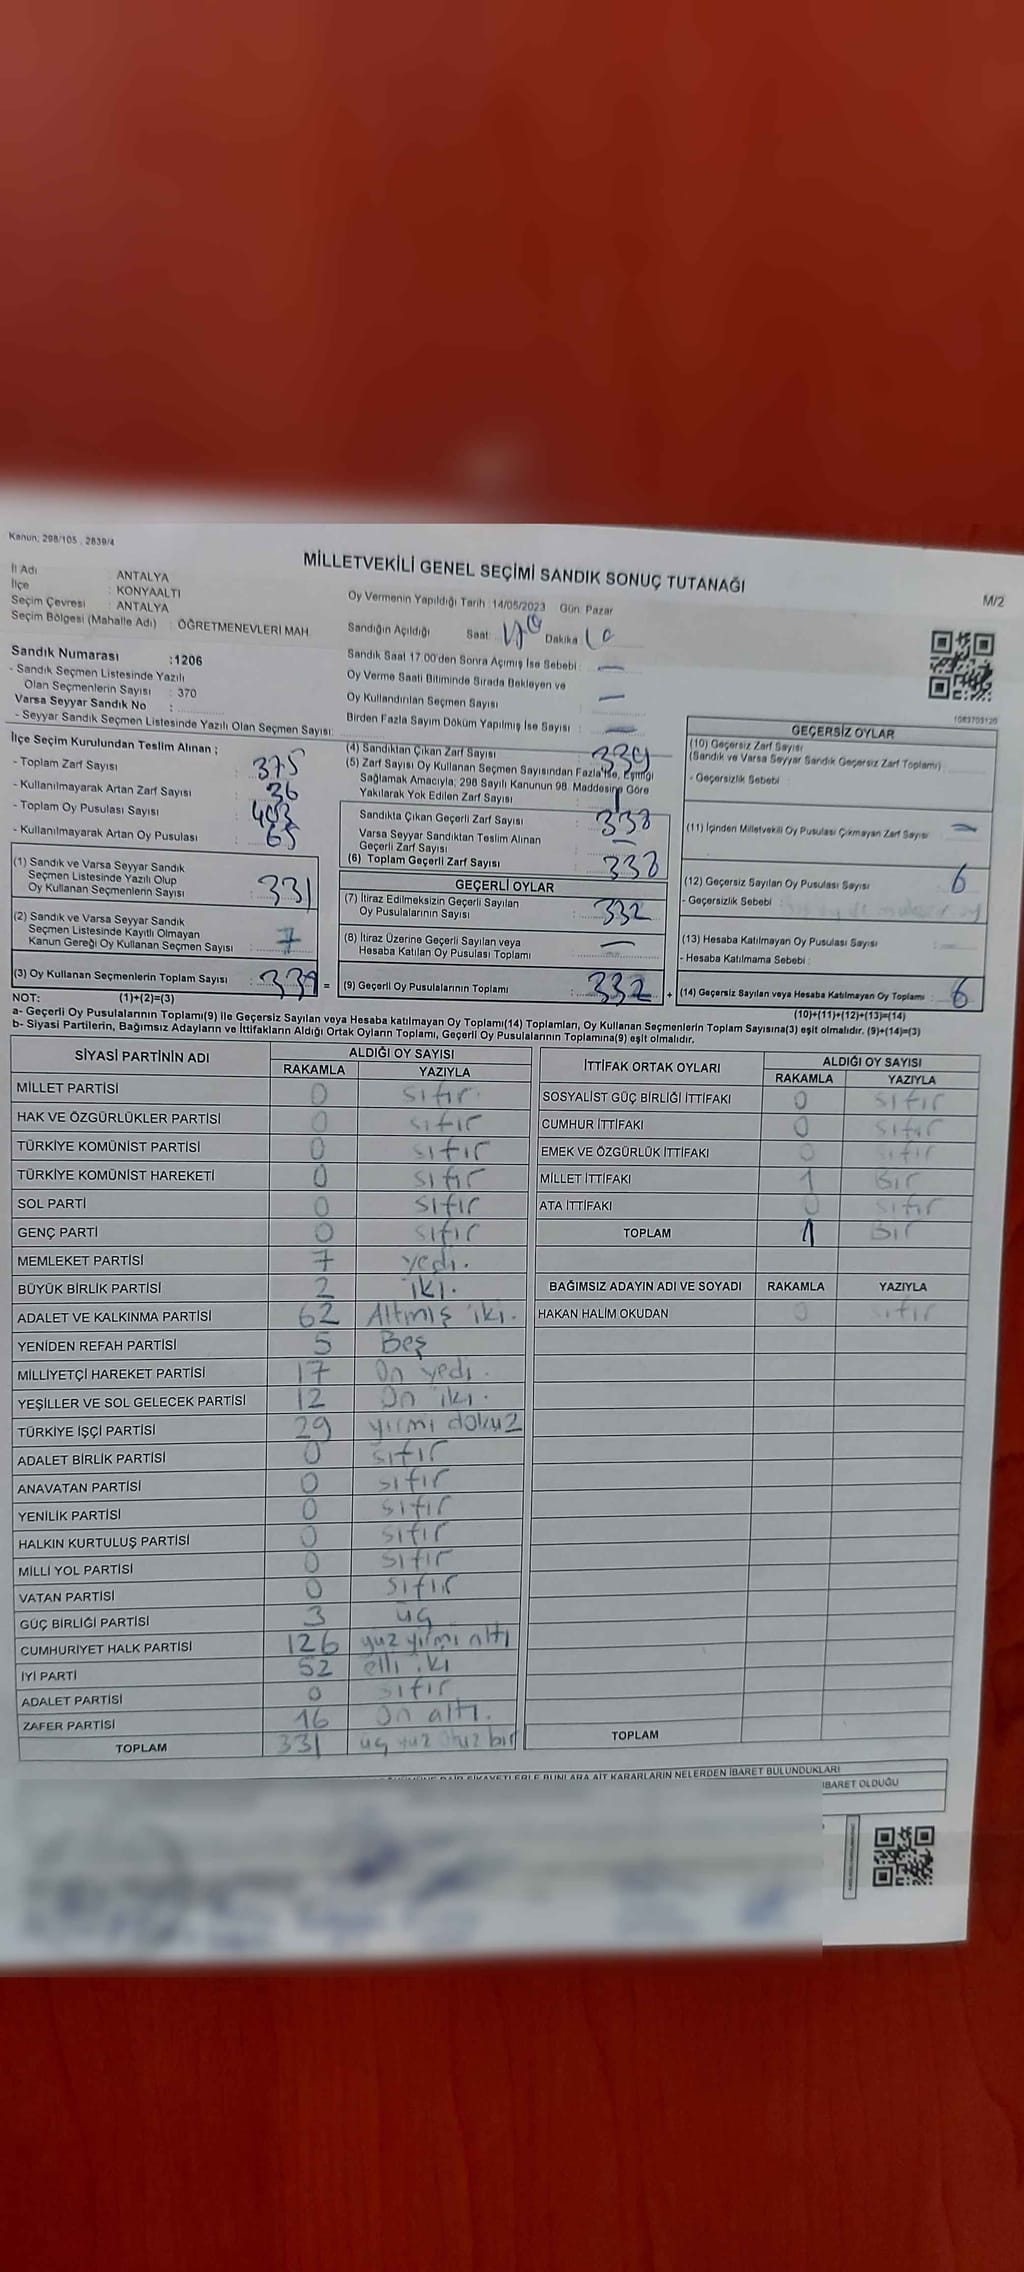 Kanun: 298/105 , 2839/4
MİLLETVEKİLİ GENEL SEÇİMİ SANDIK SONUÇ TUTANAĞI
M/2
İl Adı : ANTALYA
İlçe : KONYAALTI
Seçim Çevresi : ANTALYA
Seçim Bölgesi (Mahalle Adı) : ÖĞRETMENEVLERİ MAH.
Sandık Numarası :1206
- Sandık Seçmen Listesinde Yazılı
Olan Seçmenlerin Sayısı : 370
Varsa Seyyar Sandık No :
- Seyyar Sandık Seçmen Listesinde Yazılı Olan Seçmen Sayısı:
Oy Vermenin Yapıldığı Tarih :14/05/2023 Gün: Pazar
Sandığın Açıldığı Saat: Dakika:
Sandık Saat 17.00'den Sonra Açımış İse Sebebi : —
Oy Verme Saati Bitiminde Sırada Bekleyen ve
Oy Kullandırılan Seçmen Sayısı : —
Birden Fazla Sayım Döküm Yapılmış İse Sayısı : —
1083703120
İlçe Seçim Kurulundan Teslim Alınan ;
- Toplam Zarf Sayısı : 375
- Kullanılmayarak Artan Zarf Sayısı : 36
- Toplam Oy Pusulası Sayısı : 403
- Kullanılmayarak Artan Oy Pusulası : 65
(1) Sandık ve Varsa Seyyar Sandık
Seçmen Listesinde Yazılı Olup
Oy Kullanan Seçmenlerin Sayısı : 331
(2) Sandık ve Varsa Seyyar Sandık
Seçmen Listesinde Kayıtlı Olmayan
Kanun Gereği Oy Kullanan Seçmen Sayısı : 7
(3) Oy Kullanan Seçmenlerin Toplam Sayısı : =
(4) Sandıktan Çıkan Zarf Sayısı : 339
(5) Zarf Sayısı Oy Kullanan Seçmen Sayısından Fazla İse, Eşitliği
Sağlamak Amacıyla, 298 Sayılı Kanunun 98. Maddesine Göre
Yakılarak Yok Edilen Zarf Sayısı : 1
Sandıkta Çıkan Geçerli Zarf Sayısı : 338
Varsa Seyyar Sandıktan Teslim Alınan
Geçerli Zarf Sayısı : —
(6) Toplam Geçerli Zarf Sayısı : 338
GEÇERLİ OYLAR
(7) İtiraz Edilmeksizin Geçerli Sayılan
Oy Pusulalarının Sayısı : 332
(8) İtiraz Üzerine Geçerli Sayılan veya
Hesaba Katılan Oy Pusulası Toplamı : —
(9) Geçerli Oy Pusulalarının Toplamı : 332 +
GEÇERSİZ OYLAR
(10) Geçersiz Zarf Sayısı
(Sandık ve Varsa Seyyar Sandık Geçersiz Zarf Toplamı)
- Geçersizlik Sebebi :
(11) İçinden Milletvekili Oy Pusulası Çıkmayan Zarf Sayısı : —
(12) Geçersiz Sayılan Oy Pusulası Sayısı : 6
- Geçersizlik Sebebi :
(13) Hesaba Katılmayan Oy Pusulası Sayısı : —
- Hesaba Katılmama Sebebi :
(14) Geçersiz Sayılan veya Hesaba Katılmayan Oy Toplamı : 6
NOT: (1)+(2)=(3) (10)+(11)+(12)+(13)=(14)
a- Geçerli Oy Pusulalarının Toplamı(9) ile Geçersiz Sayılan veya Hesaba katılmayan Oy Toplamı(14) Toplamları, Oy Kullanan Seçmenlerin Toplam Sayısına(3) eşit olmalıdır. (9)+(14)=(3)
b- Siyasi Partilerin, Bağımsız Adayların ve İttifakların Aldığı Ortak Oyların Toplamı, Geçerli Oy Pusulalarının Toplamına(9) eşit olmalıdır.
SİYASİ PARTİNİN ADI ALDIĞI OY SAYISI
RAKAMLA YAZIYLA
MİLLET PARTİSİ 0 sıfır
HAK VE ÖZGÜRLÜKLER PARTİSİ 0 sıfır
TÜRKİYE KOMÜNİST PARTİSİ 0 sıfır
TÜRKİYE KOMÜNİST HAREKETİ 0 sıfır
SOL PARTİ 0 sıfır
GENÇ PARTİ 0 sıfır
MEMLEKET PARTİSİ 7 yedi.
BÜYÜK BİRLİK PARTİSİ 2 iki.
ADALET VE KALKINMA PARTİSİ 62 Altmış iki.
YENİDEN REFAH PARTİSİ 5 Beş
MİLLİYETÇİ HAREKET PARTİSİ 17 On yedi.
YEŞİLLER VE SOL GELECEK PARTİSİ 12 On iki.
TÜRKİYE İŞÇİ PARTİSİ 29 yirmi dokuz
ADALET BİRLİK PARTİSİ 0 sıfır
ANAVATAN PARTİSİ 0 sıfır
YENİLİK PARTİSİ 0 sıfır
HALKIN KURTULUŞ PARTİSİ 0 sıfır
MİLLİ YOL PARTİSİ 0 sıfır
VATAN PARTİSİ 0 sıfır
GÜÇ BİRLİĞİ PARTİSİ 3 üç
CUMHURİYET HALK PARTİSİ 126 yüz yirmi altı
İYİ PARTİ 52 elli iki
ADALET PARTİSİ 0 sıfır
ZAFER PARTİSİ 16 On altı.
TOPLAM 331 üç yüz otuz bir
İTTİFAK ORTAK OYLARI ALDIĞI OY SAYISI
RAKAMLA YAZIYLA
SOSYALİST GÜÇ BİRLİĞİ İTTİFAKI 0 sıfır
CUMHUR İTTİFAKI 0 sıfır
EMEK VE ÖZGÜRLÜK İTTİFAKI 0 sıfır
MİLLET İTTİFAKI 1 Bir
ATA İTTİFAKI 0 sıfır
TOPLAM 1 Bir
BAĞIMSIZ ADAYIN ADI VE SOYADI RAKAMLA YAZIYLA
HAKAN HALİM OKUDAN 0 sıfır
TOPLAM
ŞİKAYETLERLE BUNLARA AİT KARARLARIN NELERDEN İBARET BULUNDUKLARI
İBARET OLDUĞU